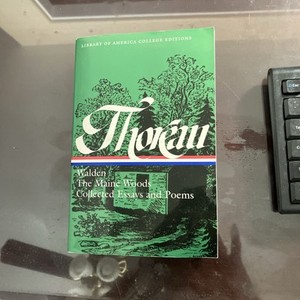 LIBRARY OF AMERICA COLLEGE EDITIONS
Thoreau
Walden
The Maine Woods
Collected Essays and Poems